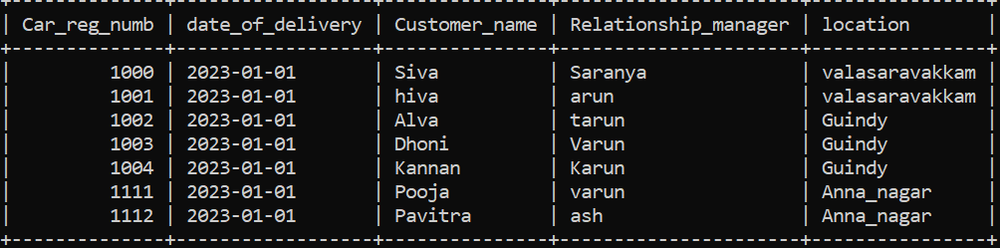 | Car_reg_numb | date_of_delivery | Customer_name | Relationship_manager | location |
| 1000 | 2023-01-01 | Siva | Saranya | valasaravakkam |
| 1001 | 2023-01-01 | hiva | arun | valasaravakkam |
| 1002 | 2023-01-01 | Alva | tarun | Guindy |
| 1003 | 2023-01-01 | Dhoni | Varun | Guindy |
| 1004 | 2023-01-01 | Kannan | Karun | Guindy |
| 1111 | 2023-01-01 | Pooja | varun | Anna_nagar |
| 1112 | 2023-01-01 | Pavitra | ash | Anna_nagar |